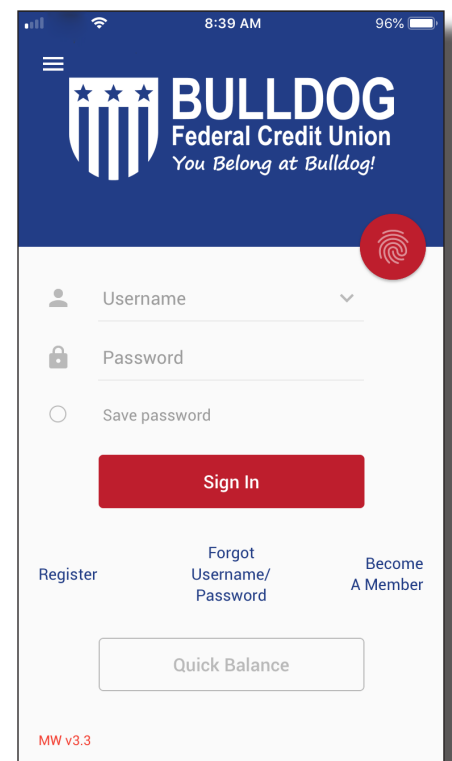 8:39 AM
96%
BULLDOG
Federal Credit Union
You Belong at Bulldog!
Username
Password
Save password
Sign In
Register
Forgot
Username/
Password
Become
A Member
Quick Balance
MW v3.3